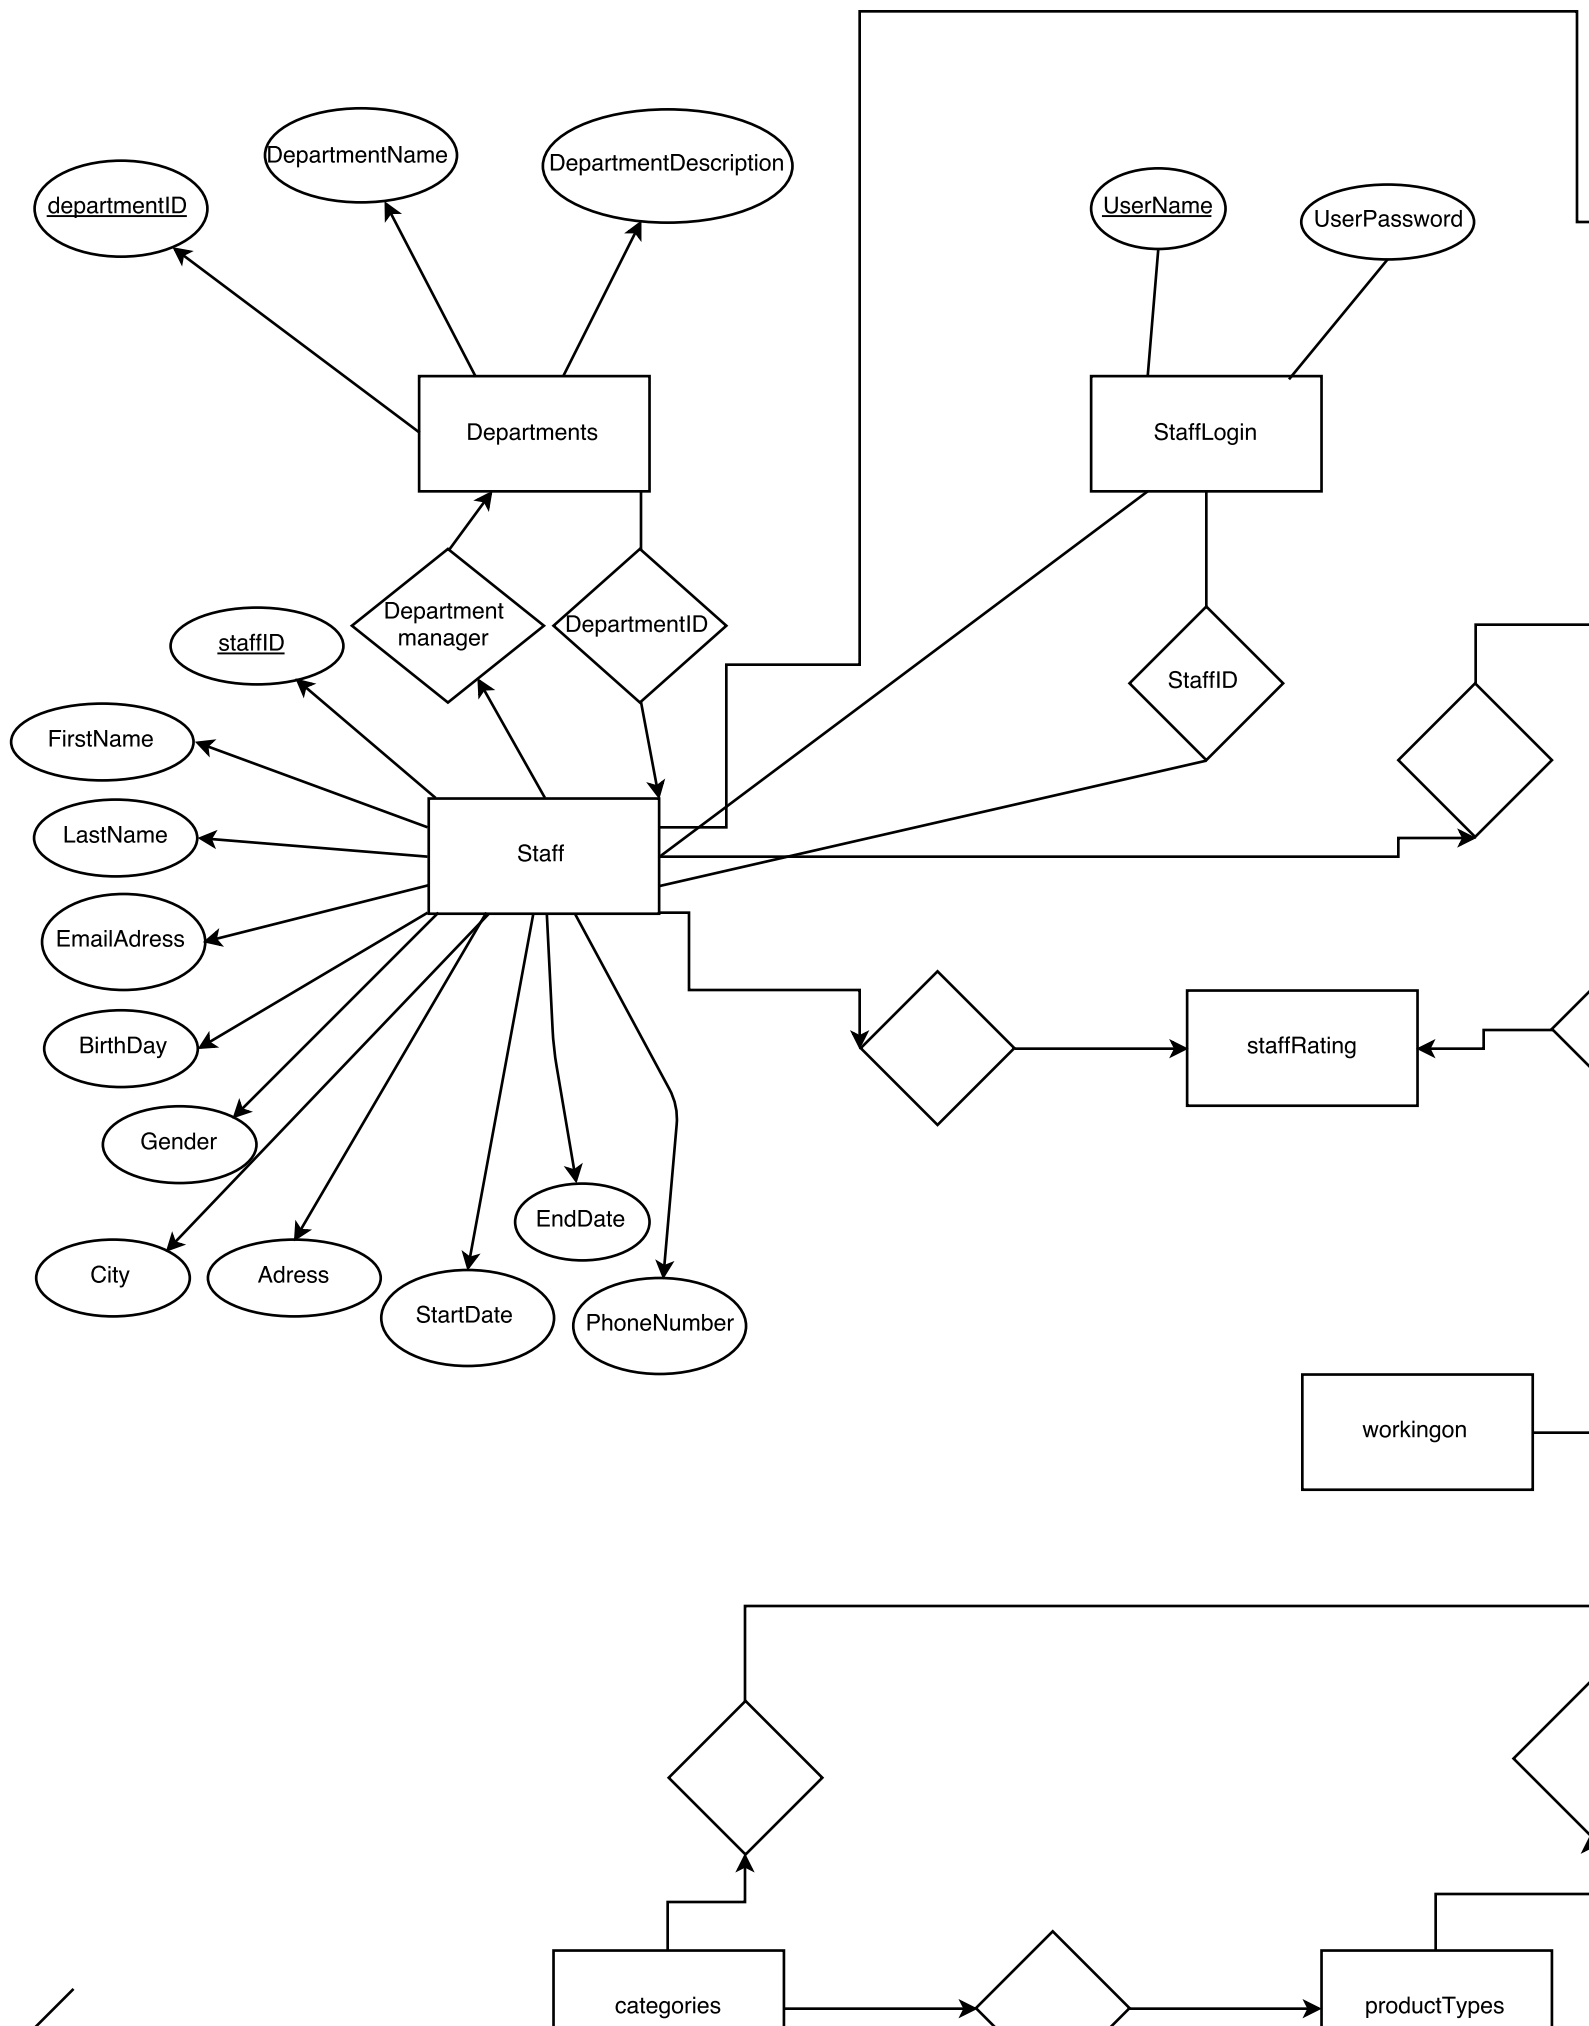 DepartmentName
DepartmentDescription
departmentID
UserName
UserPassword
Departments
StaffLogin
Department
manager
DepartmentID
staffID
StaffID
FirstName
LastName
Staff
EmailAdress
BirthDay
staffRating
Gender
EndDate
City
Adress
StartDate
PhoneNumber
workingon
categories
productTypes